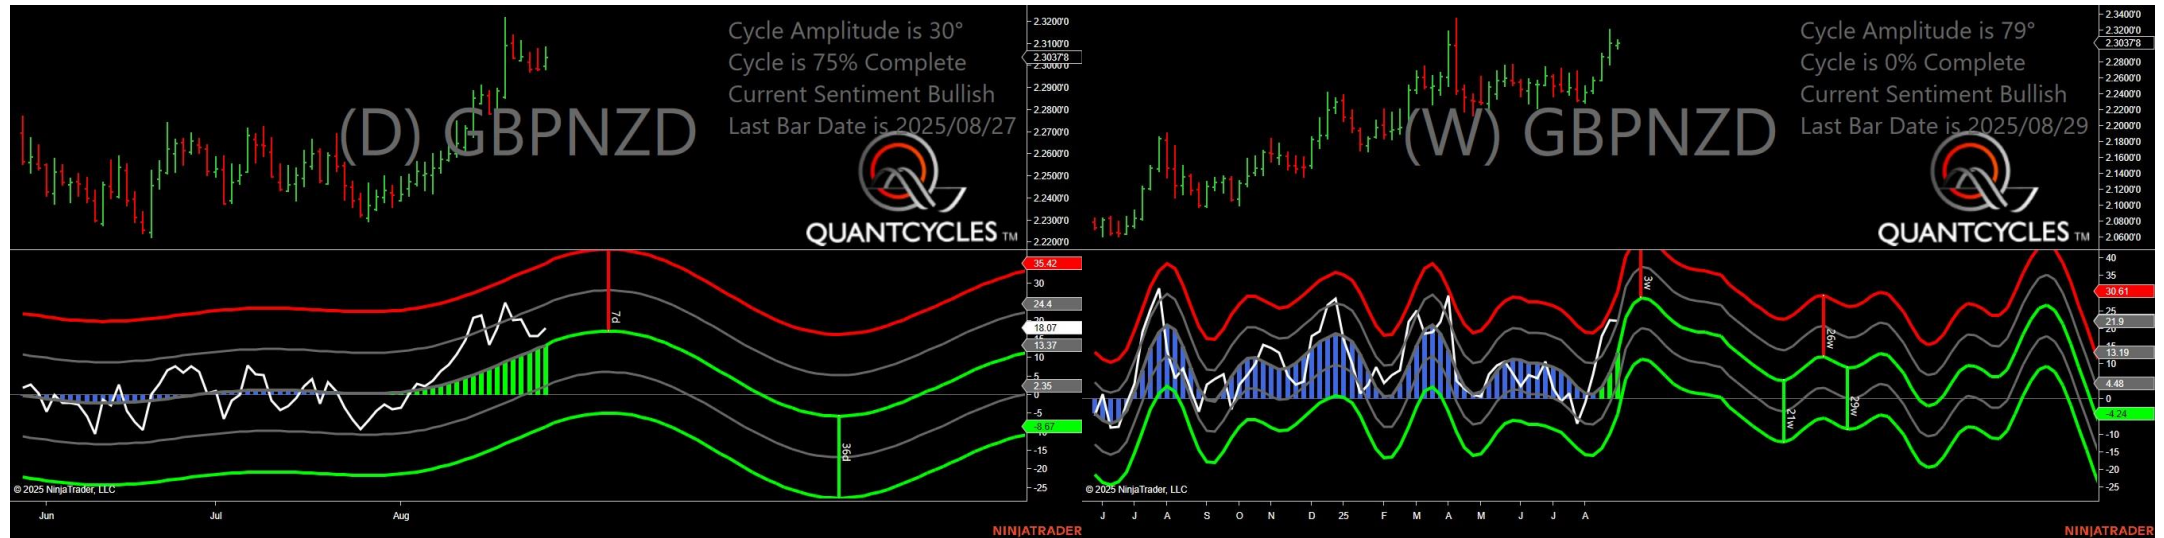 Cycle Amplitude is 30°
Cycle is 75% Complete
Current Sentiment Bullish
Last Bar Date is 2025/08/27
(D) GBPNZD
QUANTCYCLES TM
2.3200'0
2.3100'0
2.3037'8
2.3000'0
2.2900'0
2.2800'0
2.2700'0
2.2600'0
2.2500'0
2.2400'0
2.2300'0
2.2200'0
35.42
30
24.4
20
18.07
13.37
10
5
2.35
0
-5
-8.67
-10
-15
-20
-25
7d
36d
© 2025 NinjaTrader, LLC
Jun Jul Aug
NINJATRADER
Cycle Amplitude is 79°
Cycle is 0% Complete
Current Sentiment Bullish
Last Bar Date is 2025/08/29
(W) GBPNZD
QUANTCYCLES TM
2.3400'0
2.3200'0
2.3037'8
2.2800'0
2.2600'0
2.2400'0
2.2200'0
2.2000'0
2.1800'0
2.1600'0
2.1400'0
2.1200'0
2.1000'0
2.0800'0
2.0600'0
40
35
30.61
21.9
20
15
13.19
10
4.48
0
-4.24
-10
-15
-20
-25
3w
26w
21w
29w
© 2025 NinjaTrader, LLC
J J A S O N D 25 F M A M J J A
NINJATRADER